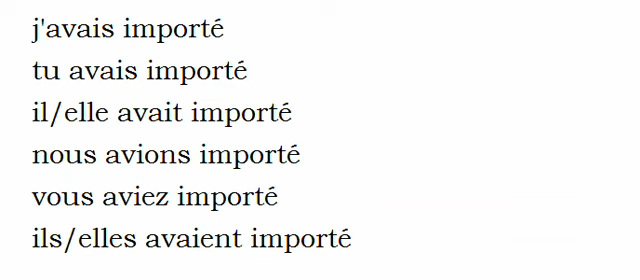 j'avais importé
tu avais importé
il/elle avait importé
nous avions importé
vous aviez importé
ils/elles avaient importé